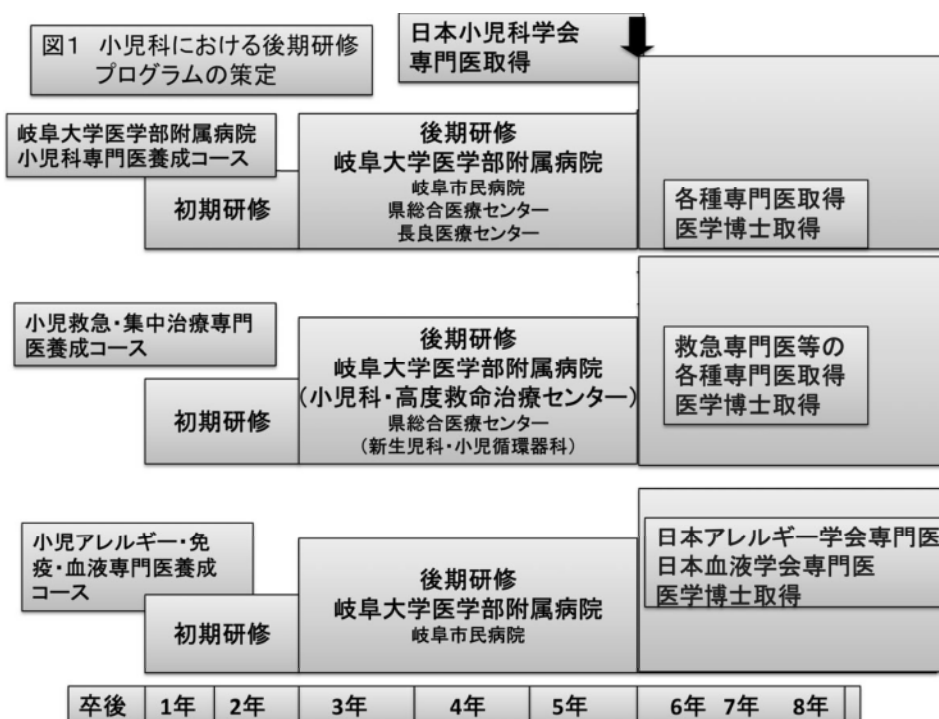 図1 小児科における後期研修
プログラムの策定
日本小児科学会
専門医取得
岐阜大学医学部附属病院
小児科専門医養成コース
初期研修
後期研修
岐阜大学医学部附属病院
岐阜市民病院
県総合医療センター
長良医療センター
各種専門医取得
医学博士取得
小児救急・集中治療専門
医養成コース
初期研修
後期研修
岐阜大学医学部附属病院
(小児科・高度救命治療センター)
県総合医療センター
(新生児科・小児循環器科)
救急専門医等の
各種専門医取得
医学博士取得
小児アレルギー・免
疫・血液専門医養成
コース
初期研修
後期研修
岐阜大学医学部附属病院
岐阜市民病院
日本アレルギー学会専門医
日本血液学会専門医
医学博士取得
卒後 1年 2年 3年 4年 5年 6年 7年 8年